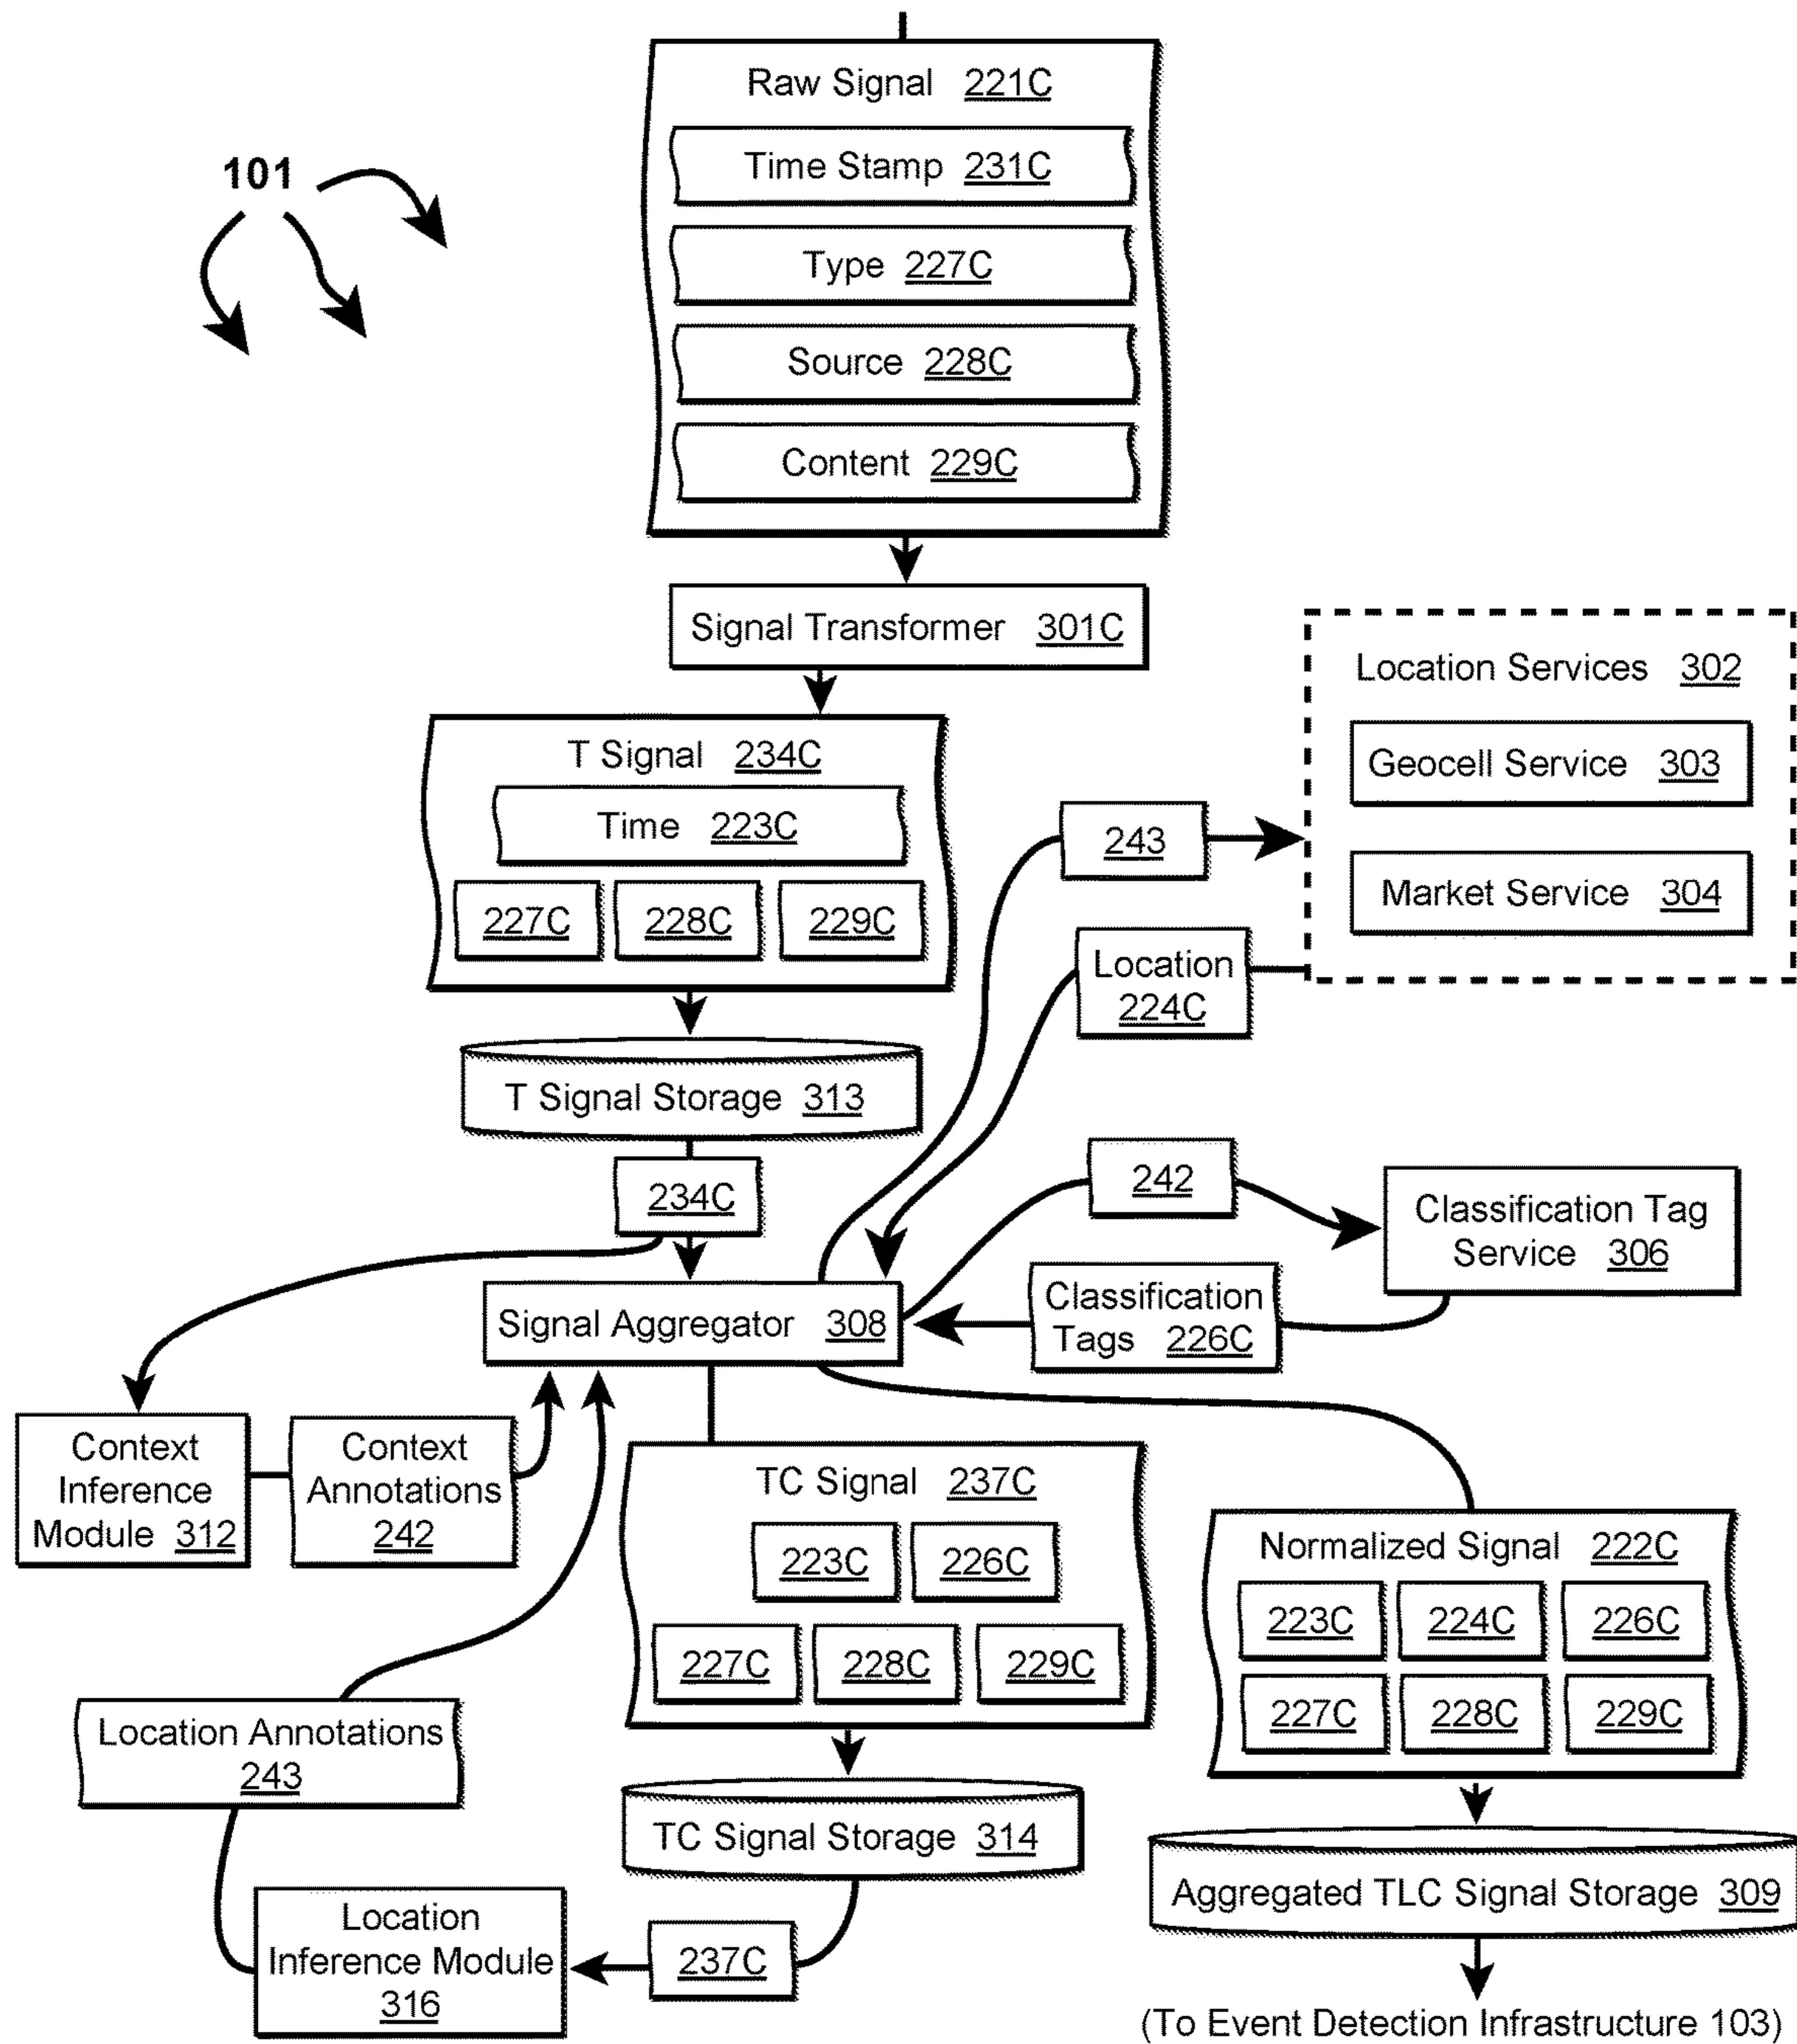 Raw Signal 221C
101
Time Stamp 231C
Type 227C
Source 228C
Content 229C
Signal Transformer 301C
Location Services 302
Geocell Service 303
Market Service 304
T Signal 234C
Time 223C
227C 228C 229C
243
Location
224C
T Signal Storage 313
234C
242
Classification Tag
Service 306
Signal Aggregator 308
Classification
Tags 226C
Context
Inference
Module 312
Context
Annotations
242
TC Signal 237C
223C 226C
227C 228C 229C
Normalized Signal 222C
223C 224C 226C
227C 228C 229C
Location Annotations
243
TC Signal Storage 314
Aggregated TLC Signal Storage 309
Location
Inference Module
316
237C
(To Event Detection Infrastructure 103)